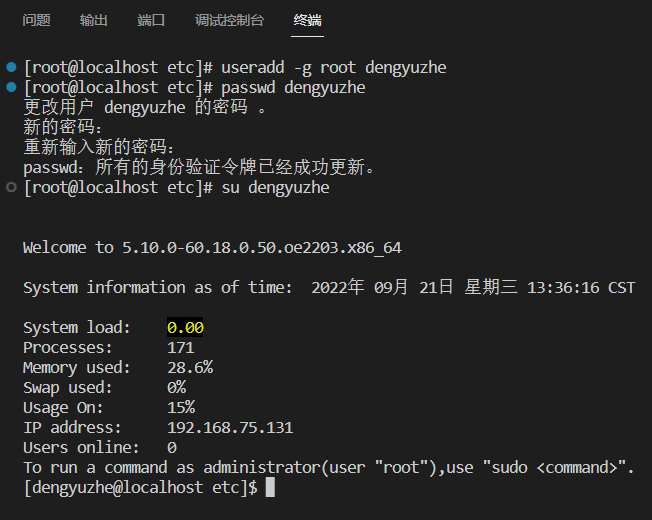 问题 输出 端口 调试控制台 终端
[root@localhost etc]# useradd -g root dengyuzhe
[root@localhost etc]# passwd dengyuzhe
更改用户 dengyuzhe 的密码 。
新的密码：
重新输入新的密码：
passwd：所有的身份验证令牌已经成功更新。
[root@localhost etc]# su dengyuzhe
Welcome to 5.10.0-60.18.0.50.oe2203.x86_64
System information as of time:  2022年 09月 21日 星期三 13:36:16 CST
System load:    0.00
Processes:      171
Memory used:    28.6%
Swap used:      0%
Usage On:       15%
IP address:     192.168.75.131
Users online:   0
To run a command as administrator(user "root"),use "sudo <command>".
[dengyuzhe@localhost etc]$